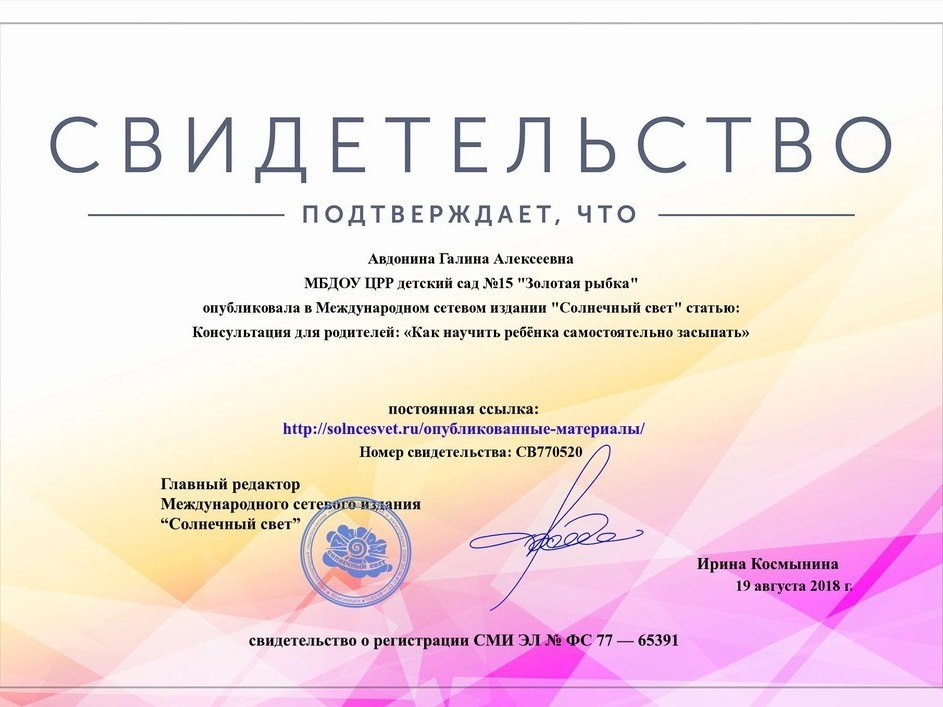 СВИДЕТЕЛЬСТВО
ПОДТВЕРЖДАЕТ, ЧТО
Авдонина Галина Алексеевна
МБДОУ ЦРР детский сад №15 "Золотая рыбка"
опубликовала в Международном сетевом издании "Солнечный свет" статью:
Консультация для родителей: «Как научить ребёнка самостоятельно засыпать»
постоянная ссылка:
http://solncesvet.ru/опубликованные-материалы/
Номер свидетельства: СВ770520
Главный редактор
Международного сетевого издания
“Солнечный свет”
СОЛНЕЧНЫЙ СВЕТ
Ирина Космынина
19 августа 2018 г.
свидетельство о регистрации СМИ ЭЛ № ФС 77 — 65391